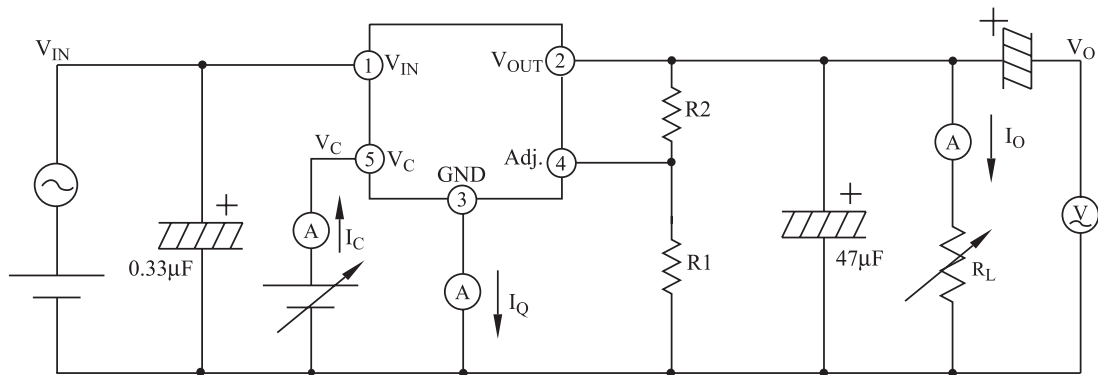 V_IN
1
V_IN
V_OUT
2
+
V_O
R2
V_C
5
V_C
Adj.
4
GND
3
A
I_O
+
0.33µF
A
I_C
+
47µF
V
R1
R_L
A
I_Q